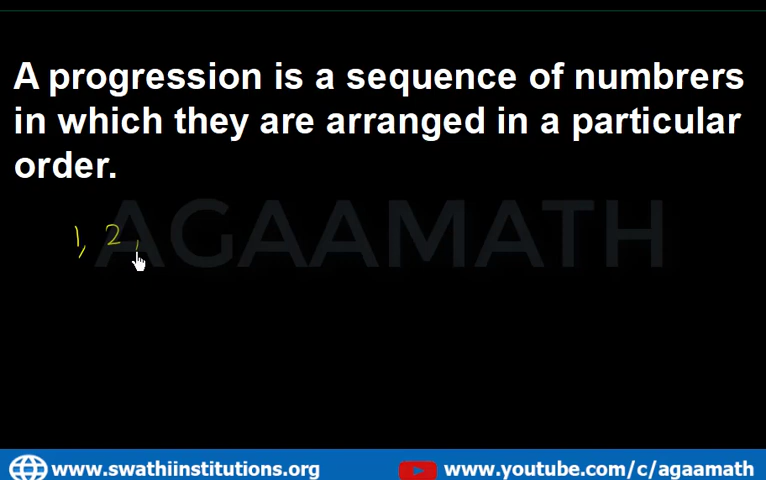 A progression is a sequence of numbrers
in which they are arranged in a particular
order.
1, 2,
AGAAMATH
www.swathiinstitutions.org
www.youtube.com/c/agaamath